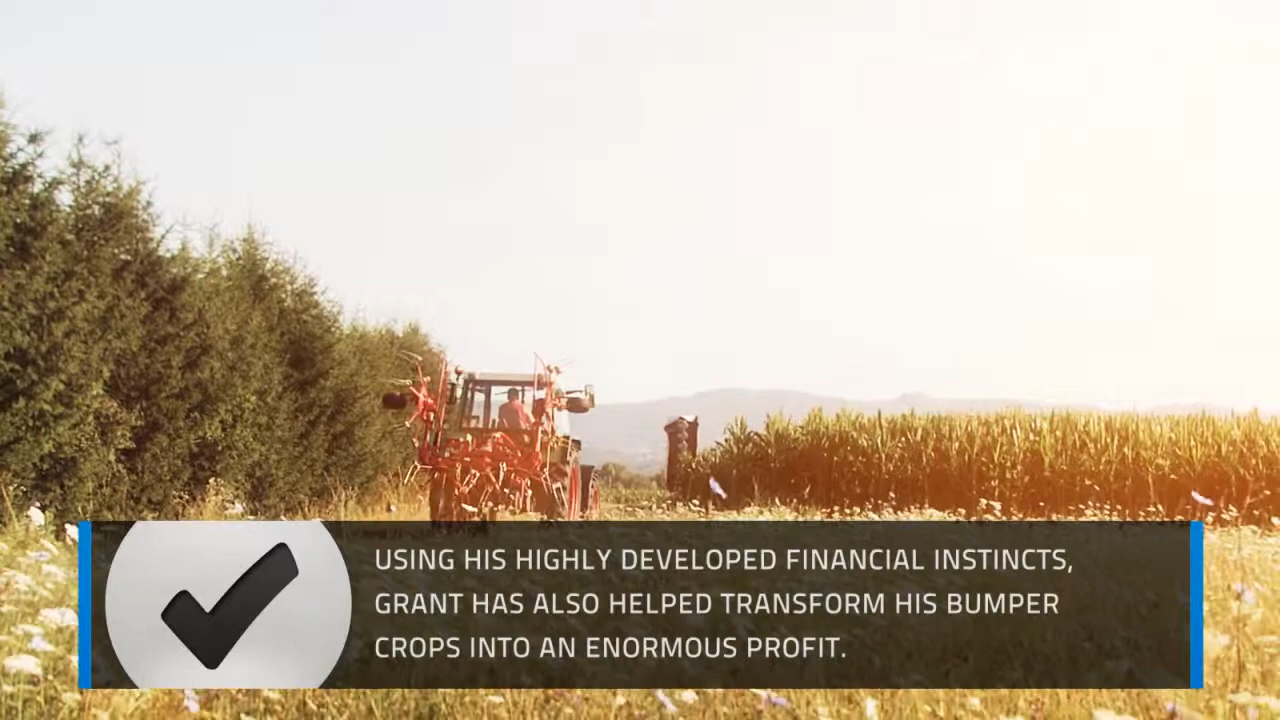 USING HIS HIGHLY DEVELOPED FINANCIAL INSTINCTS,
GRANT HAS ALSO HELPED TRANSFORM HIS BUMPER
CROPS INTO AN ENORMOUS PROFIT.